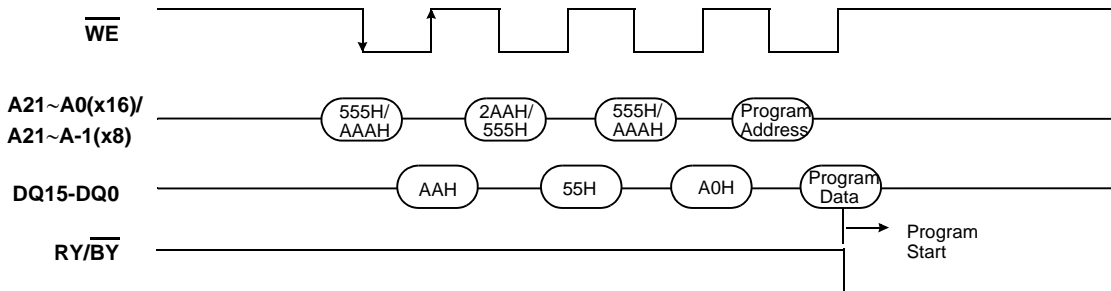 WE
A21~A0(x16)/
A21~A-1(x8)
555H/
AAAH
2AAH/
555H
555H/
AAAH
Program
Address
DQ15-DQ0
AAH
55H
A0H
Program
Data
RY/BY
Program
Start